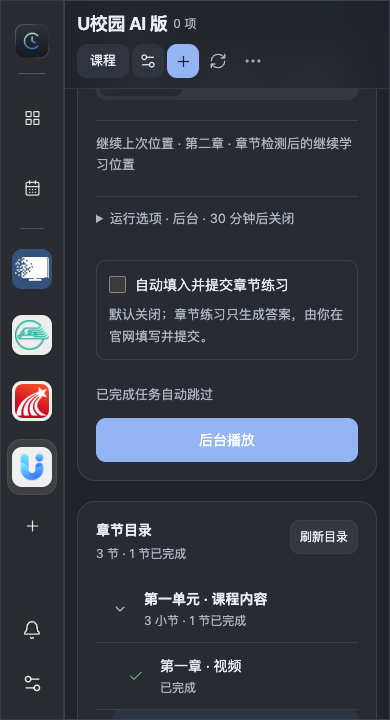 U校园 AI 版 0 项
课程
继续上次位置 · 第二章 · 章节检测后的继续学
习位置
运行选项 · 后台 · 30 分钟后关闭
自动填入并提交章节练习
默认关闭；章节练习只生成答案，由你在
官网填写并提交。
已完成任务自动跳过
后台播放
章节目录
刷新目录
3 节 · 1 节已完成
第一单元 · 课程内容
3 小节 · 1 节已完成
第一章 · 视频
已完成